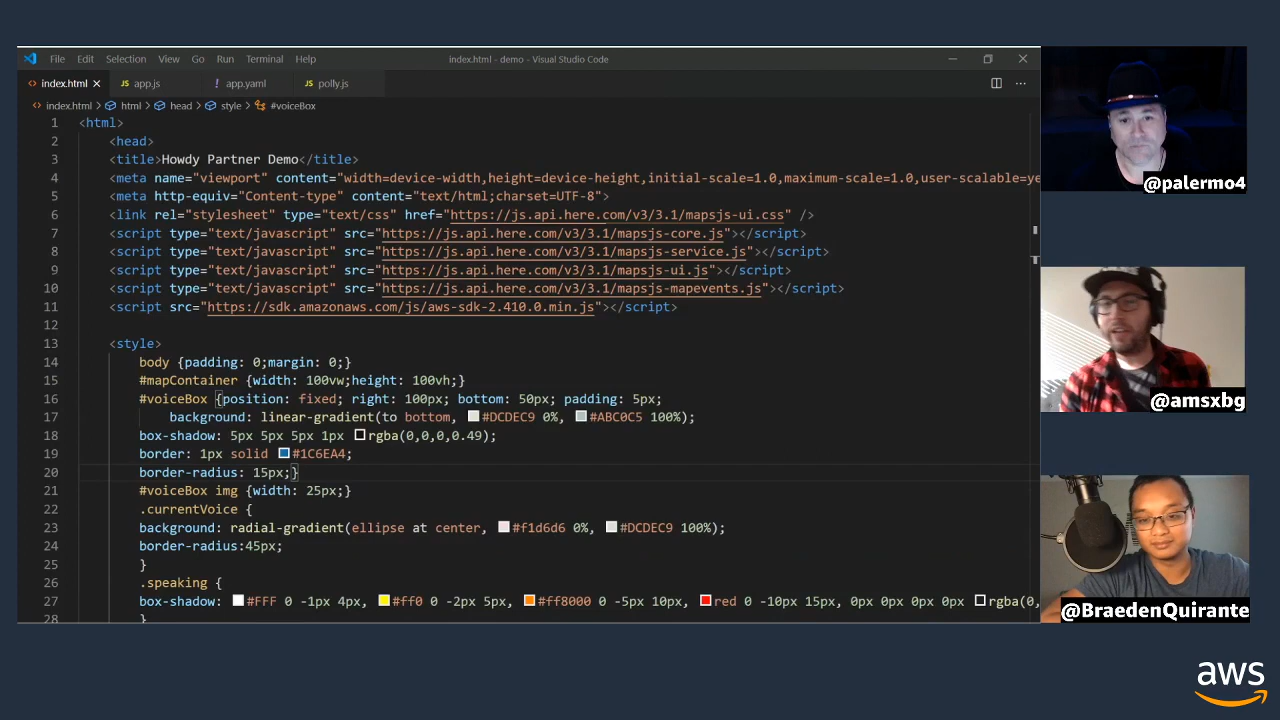 File Edit Selection View Go Run Terminal Help index.html - demo - Visual Studio Code
index.html app.js app.yaml polly.js
index.html > html > head > style > #voiceBox
1 <html>
2 <head>
3 <title>Howdy Partner Demo</title>
4 <meta name="viewport" content="width=device-width,height=device-height,initial-scale=1.0,maximum-scale=1.0,user-scalable=ye
5 <meta http-equiv="Content-type" content="text/html;charset=UTF-8">
6 <link rel="stylesheet" type="text/css" href="https://js.api.here.com/v3/3.1/mapsjs-ui.css" />
7 <script type="text/javascript" src="https://js.api.here.com/v3/3.1/mapsjs-core.js"></script>
8 <script type="text/javascript" src="https://js.api.here.com/v3/3.1/mapsjs-service.js"></script>
9 <script type="text/javascript" src="https://js.api.here.com/v3/3.1/mapsjs-ui.js"></script>
10 <script type="text/javascript" src="https://js.api.here.com/v3/3.1/mapsjs-mapevents.js"></script>
11 <script src="https://sdk.amazonaws.com/js/aws-sdk-2.410.0.min.js"></script>
12
13 <style>
14 body {padding: 0;margin: 0;}
15 #mapContainer {width: 100vw;height: 100vh;}
16 #voiceBox {position: fixed; right: 100px; bottom: 50px; padding: 5px;
17 background: linear-gradient(to bottom, #DCDEC9 0%, #ABC0C5 100%);
18 box-shadow: 5px 5px 5px 1px rgba(0,0,0,0.49);
19 border: 1px solid #1C6EA4;
20 border-radius: 15px;}
21 #voiceBox img {width: 25px;}
22 .currentVoice {
23 background: radial-gradient(ellipse at center, #f1d6d6 0%, #DCDEC9 100%);
24 border-radius:45px;
25 }
26 .speaking {
27 box-shadow: #FFF 0 -1px 4px, #ff0 0 -2px 5px, #ff8000 0 -5px 10px, red 0 -10px 15px, 0px 0px 0px 0px rgba(0,
28 }
@palermo4
@amsxbg
@BraedenQuirante
aws